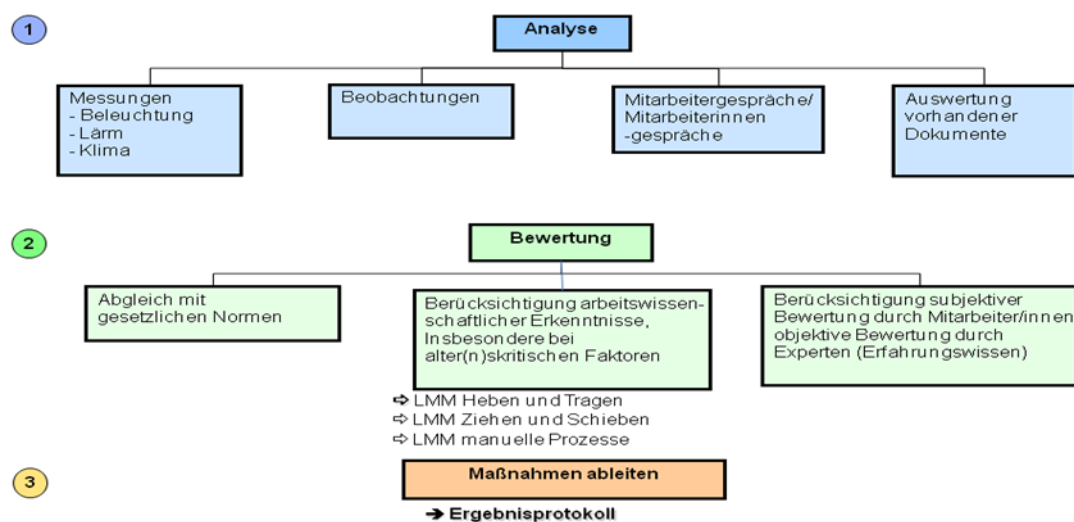 1
Analyse
Messungen
- Beleuchtung
- Lärm
- Klima
Beobachtungen
Mitarbeitergespräche/
Mitarbeiterinnen
-gespräche
Auswertung
vorhandener
Dokumente
2
Bewertung
Abgleich mit
gesetzlichen Normen
Berücksichtigung arbeitswissen-
schaftlicher Erkenntnisse,
Insbesondere bei
alter(n)skritischen Faktoren
⇨ LMM Heben und Tragen
⇨ LMM Ziehen und Schieben
⇨ LMM manuelle Prozesse
Berücksichtigung subjektiver
Bewertung durch Mitarbeiter/innen
objektive Bewertung durch
Experten (Erfahrungswissen)
3
Maßnahmen ableiten
➔ Ergebnisprotokoll